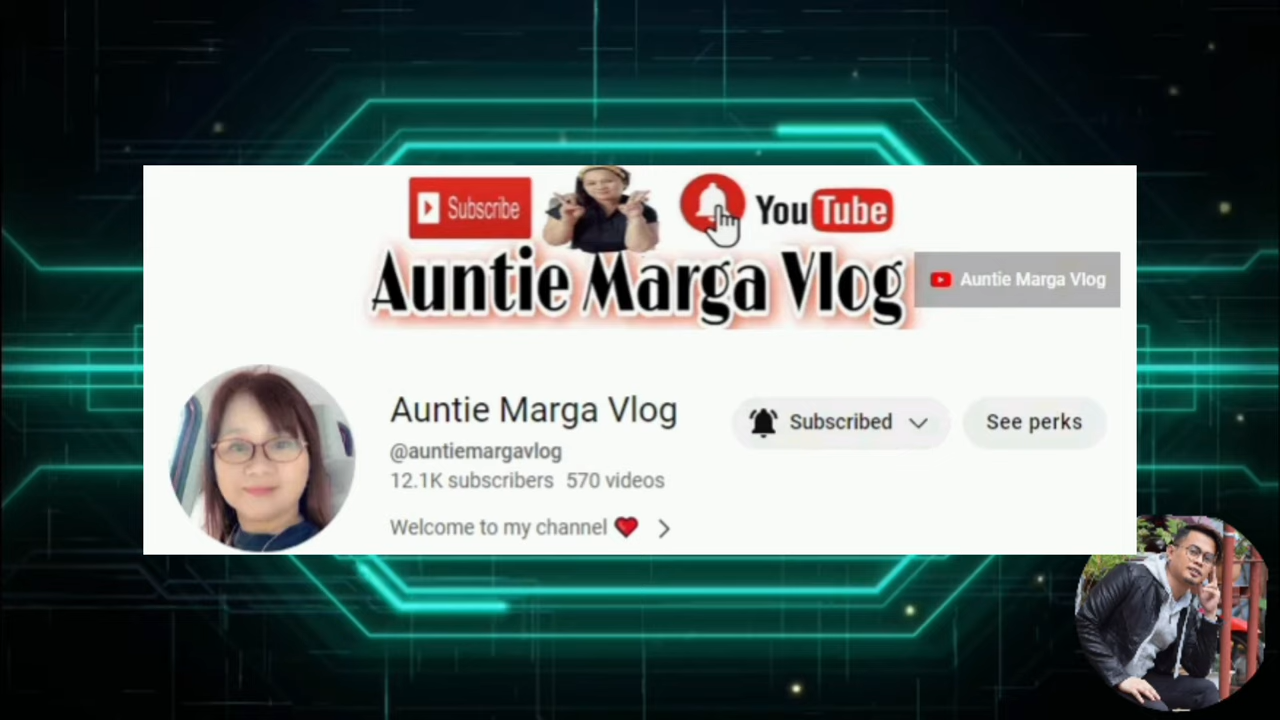 Subscribe
YouTube
Auntie Marga Vlog
Auntie Marga Vlog
Auntie Marga Vlog
Subscribed
See perks
@auntiemargavlog
12.1K subscribers 570 videos
Welcome to my channel ❤